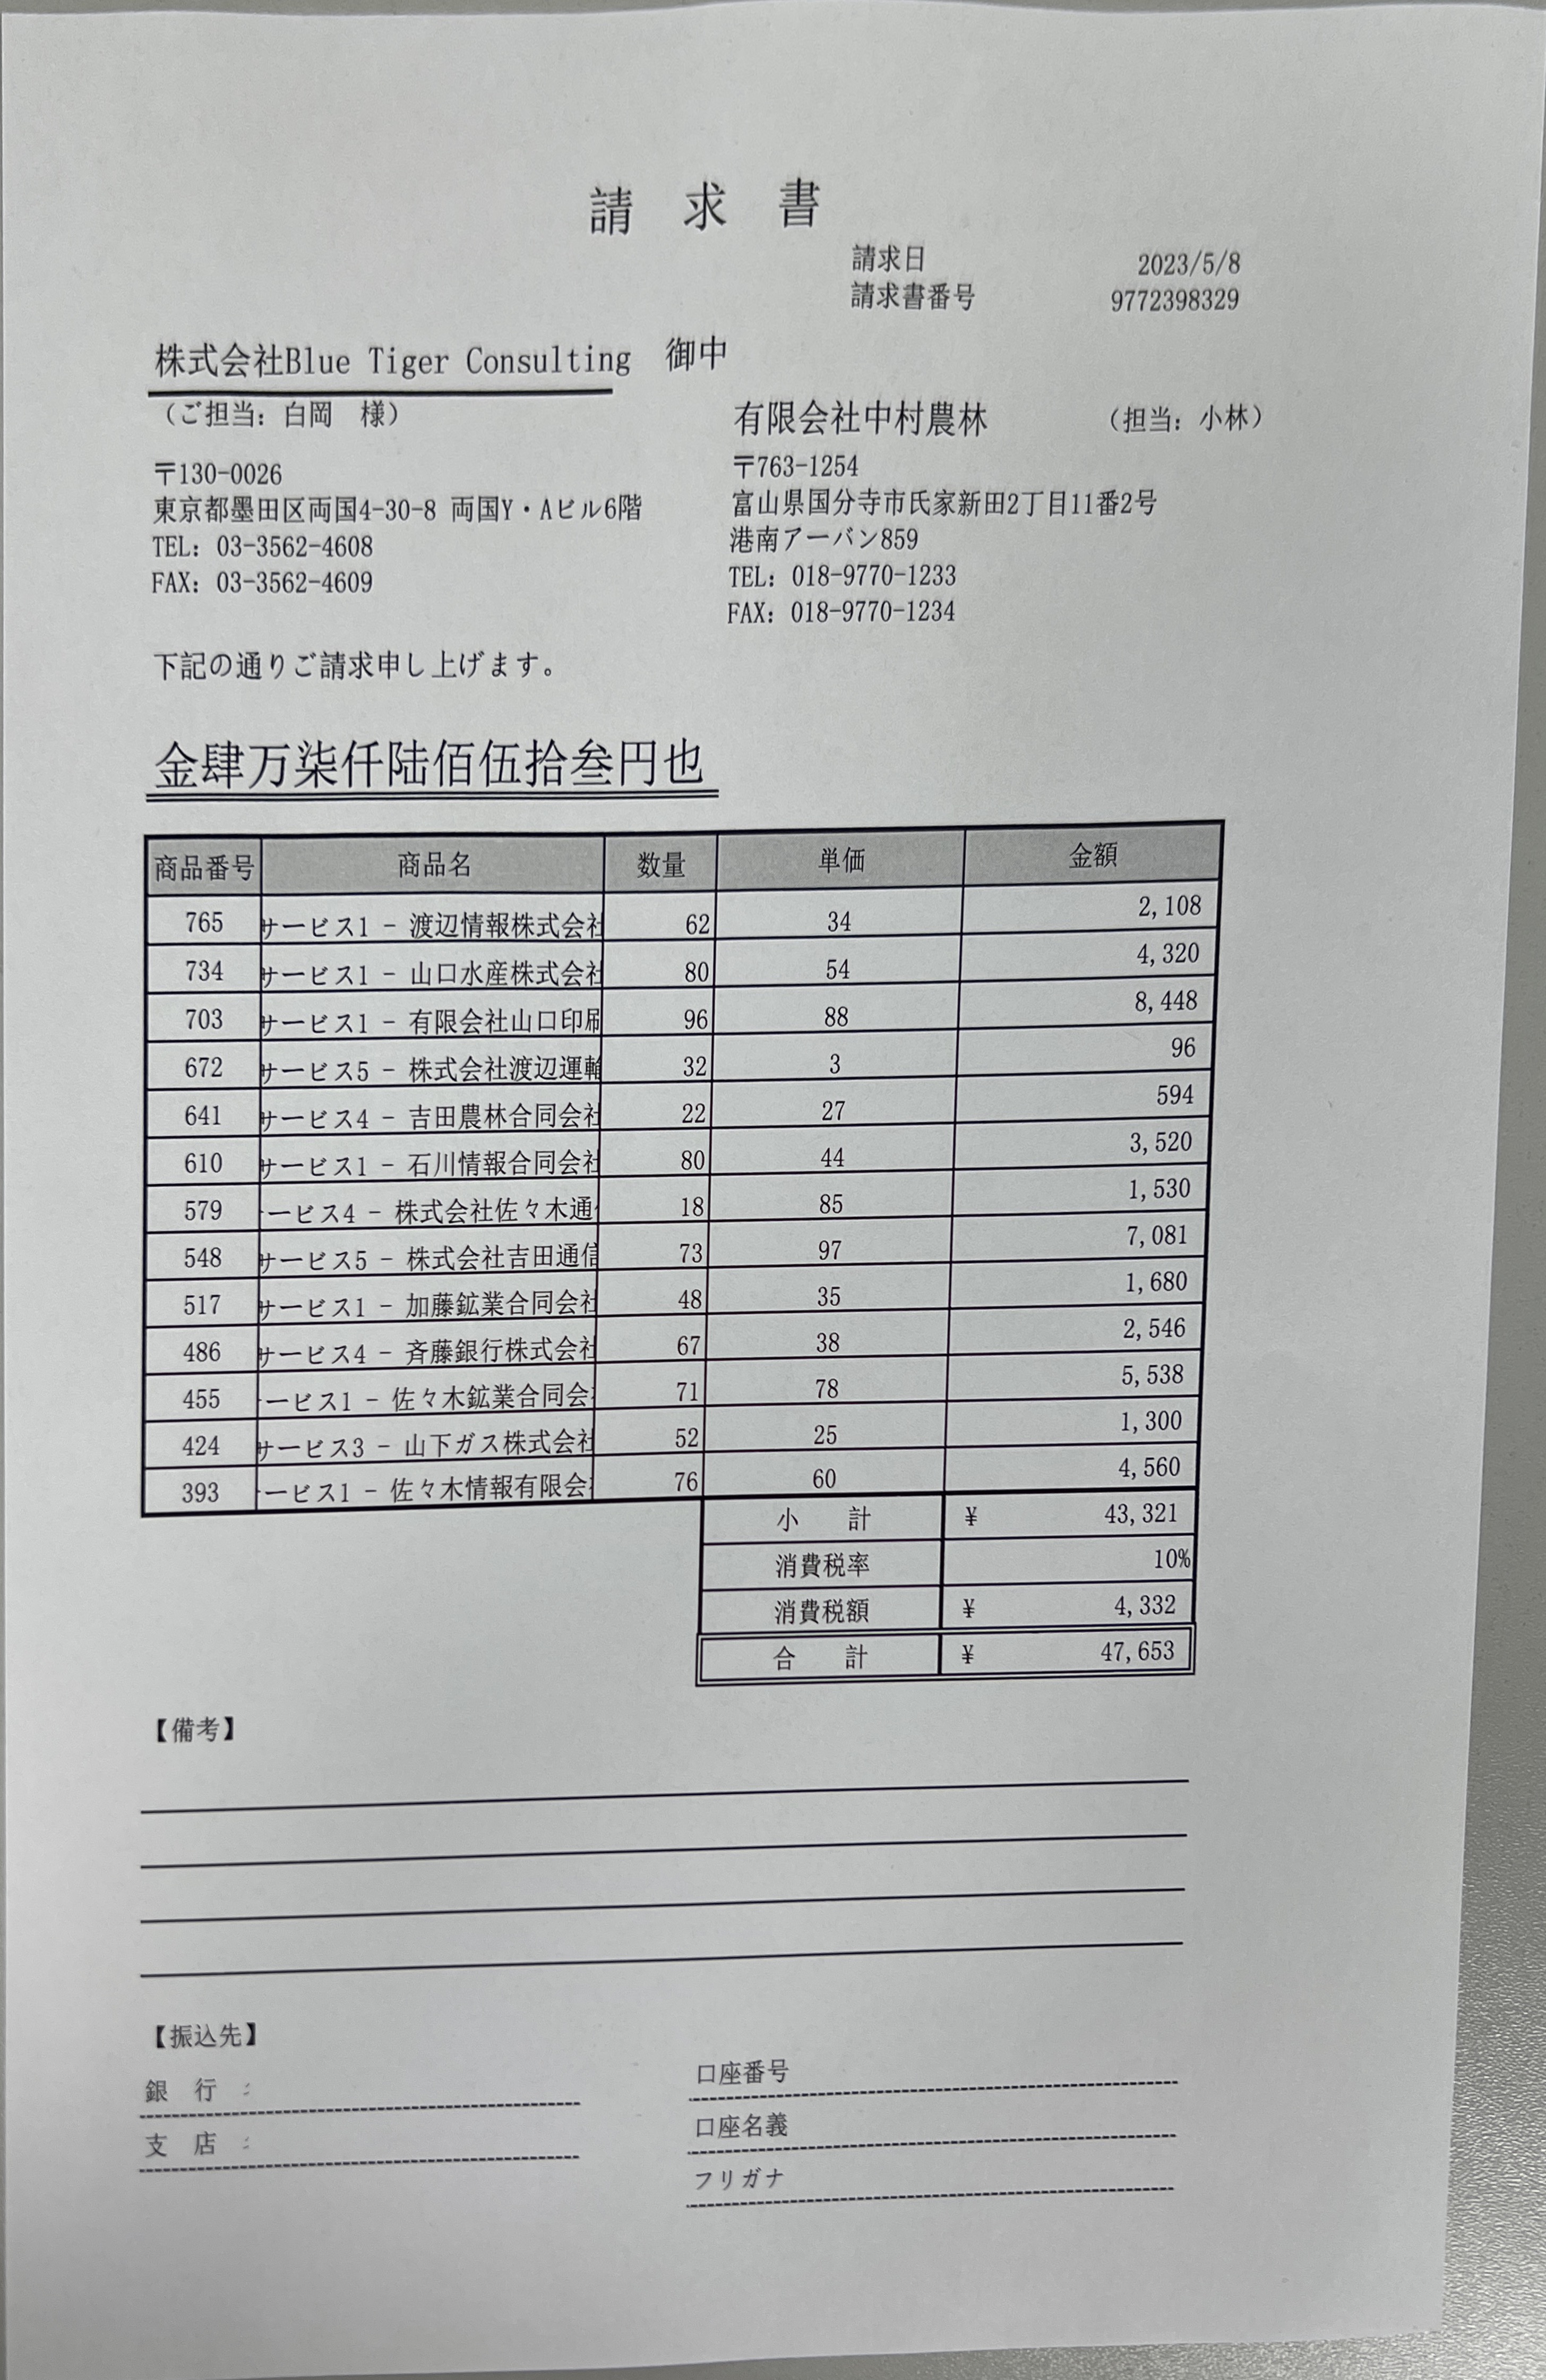 請 求 書
請求日 2023/5/8
請求書番号 9772398329
株式会社Blue Tiger Consulting 御中
（ご担当: 白岡 様）
有限会社中村農林 （担当: 小林）
〒130-0026
東京都墨田区両国4-30-8 両国Y・Aビル6階
TEL: 03-3562-4608
FAX: 03-3562-4609
〒763-1254
富山県国分寺市氏家新田2丁目11番2号
港南アーバン859
TEL: 018-9770-1233
FAX: 018-9770-1234
下記の通りご請求申し上げます。
金肆万柒仟陆佰伍拾叁円也
商品番号 商品名 数量 単価 金額
765 サービス1 - 渡辺情報株式会社 62 34 2,108
734 サービス1 - 山口水産株式会社 80 54 4,320
703 サービス1 - 有限会社山口印刷 96 88 8,448
672 サービス5 - 株式会社渡辺運輸 32 3 96
641 サービス4 - 吉田農林合同会社 22 27 594
610 サービス1 - 石川情報合同会社 80 44 3,520
579 ービス4 - 株式会社佐々木通 18 85 1,530
548 サービス5 - 株式会社吉田通信 73 97 7,081
517 サービス1 - 加藤鉱業合同会社 48 35 1,680
486 サービス4 - 斉藤銀行株式会社 67 38 2,546
455 ービス1 - 佐々木鉱業合同会 71 78 5,538
424 サービス3 - 山下ガス株式会社 52 25 1,300
393 ービス1 - 佐々木情報有限会 76 60 4,560
小 計 ¥ 43,321
消費税率 10%
消費税額 ¥ 4,332
合 計 ¥ 47,653
【備考】
【振込先】
銀 行 :
支 店 :
口座番号
口座名義
フリガナ